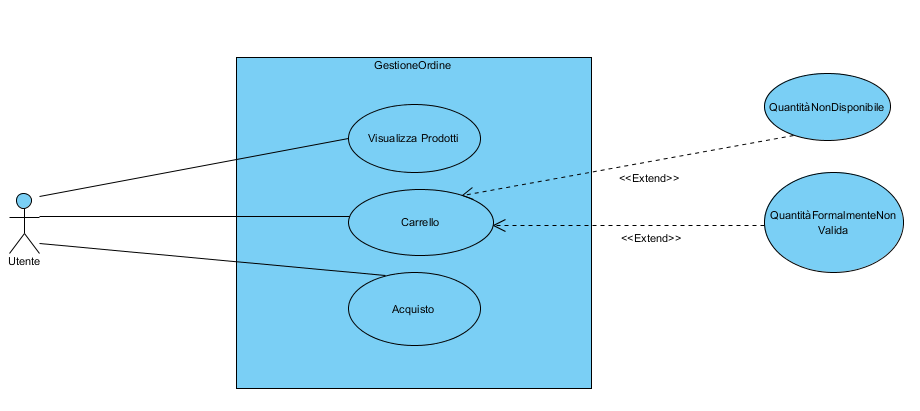 GestioneOrdine
Visualizza Prodotti
Carrello
Acquisto
Utente
QuantitàNonDisponibile
<<Extend>>
QuantitàFormalmenteNon
Valida
<<Extend>>